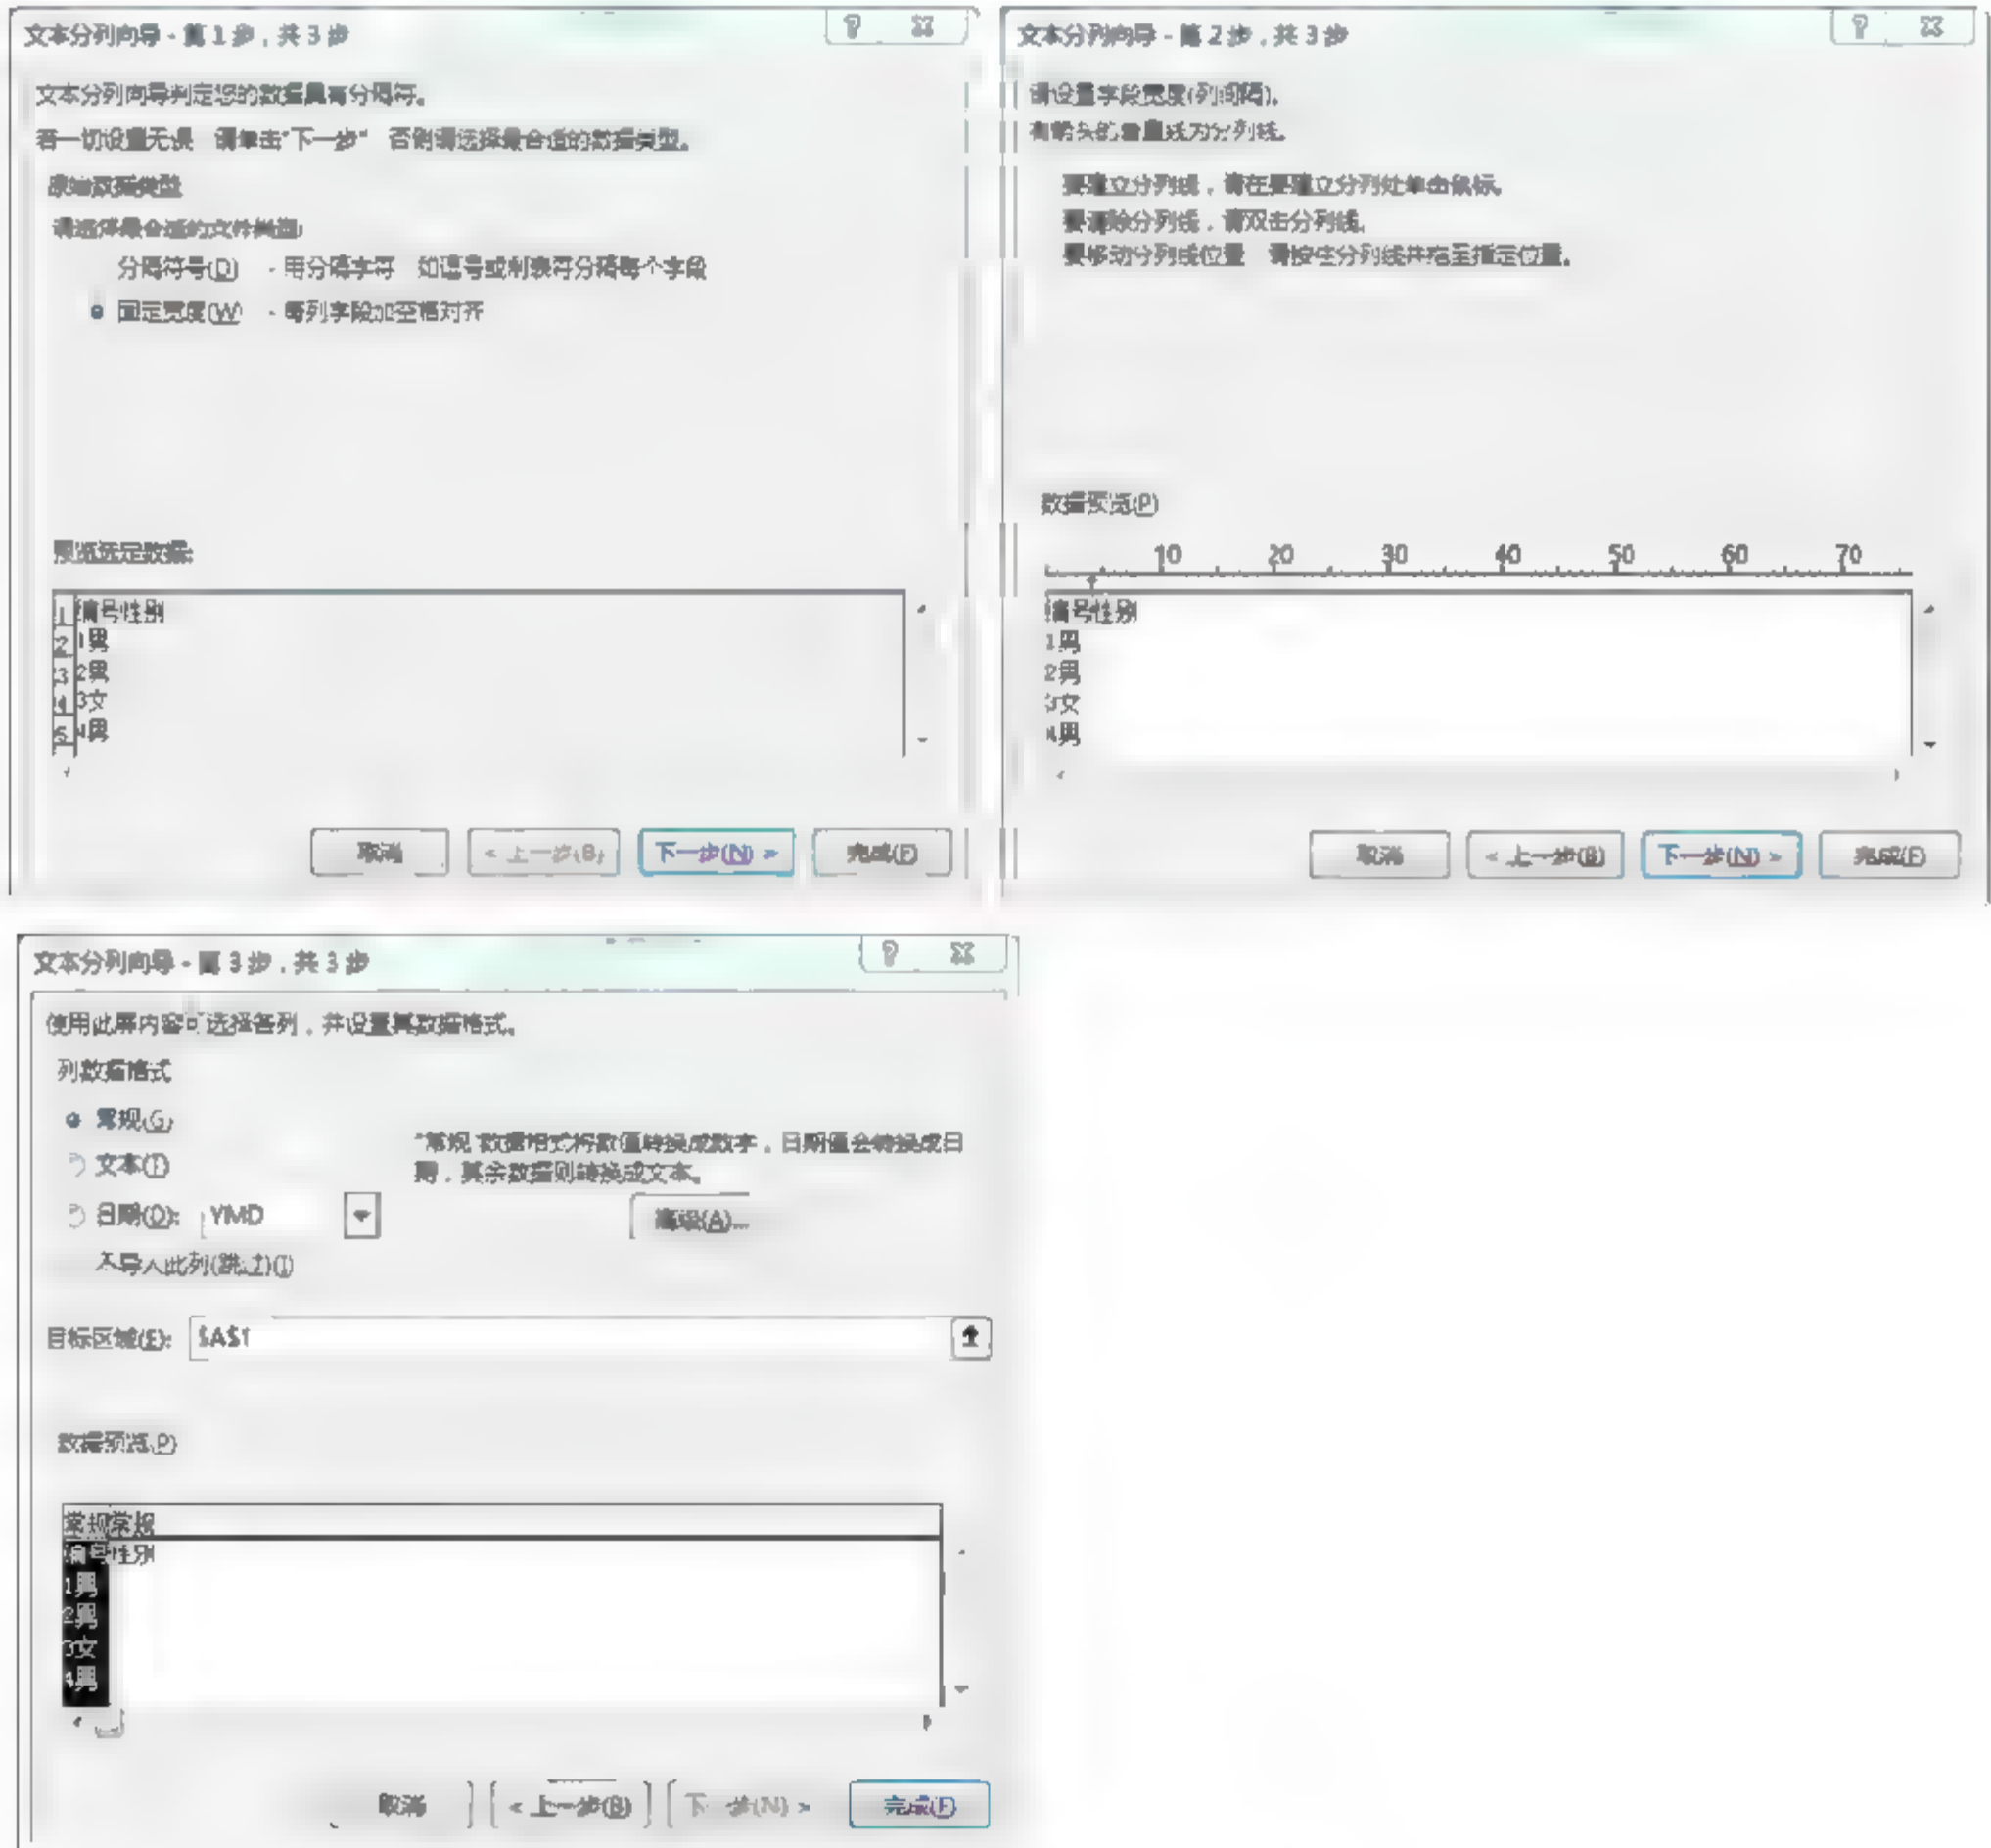 文本分列向导 - 第 1 步，共 3 步
文本分列向导判定您的数据具有分隔符。
若一切设置无误 请单击"下一步" 否则请选择最合适的数据类型。
原始数据类型
请选择最合适的文件类型:
分隔符号(D) - 用分隔字符 如逗号或制表符分隔每个字段
固定宽度(W) - 每列字段加空格对齐
预览选定数据:
1 编号性别
2 1男
3 2男
4 3文
5 4男
取消 < 上一步(B) 下一步(N) > 完成(F)
文本分列向导 - 第 2 步，共 3 步
请设置字段宽度(列间隔)。
有箭头的垂直线为分列线。
要建立分列线，请在要建立分列处单击鼠标。
要清除分列线，请双击分列线。
要移动分列线位置 请按住分列线并拖至指定位置。
数据预览(P)
10 20 30 40 50 60 70
编号性别
1男
2男
3文
4男
取消 < 上一步(B) 下一步(N) > 完成(F)
文本分列向导 - 第 3 步，共 3 步
使用此屏内容可选择各列，并设置其数据格式。
列数据格式
常规(G)
文本(T)
日期(D): YMD
不导入此列(跳过)(I)
"常规"数据格式将数值转换成数字，日期值会转换成日
期，其余数据则转换成文本。
高级(A)...
目标区域(E): $A$1
数据预览(P)
常规常规
编号性别
1男
2男
3文
4男
取消 < 上一步(B) 下一步(N) > 完成(F)